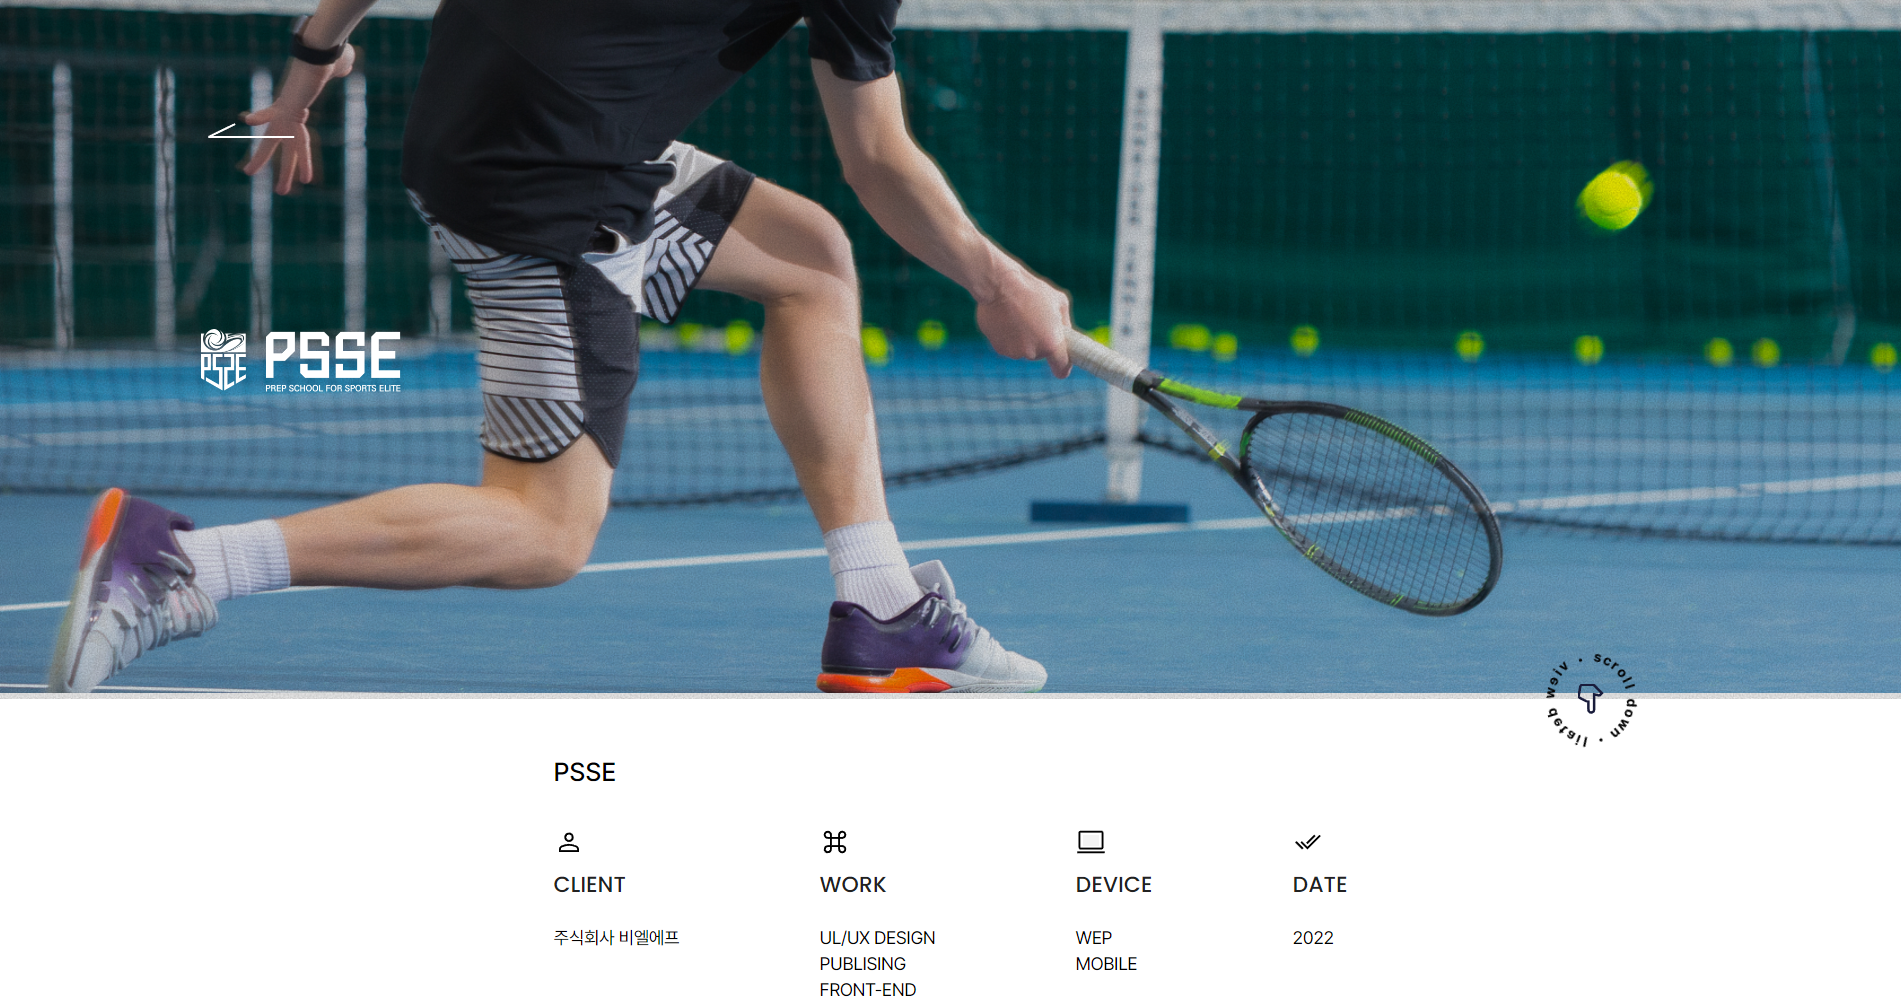 PSSE
PREP SCHOOL FOR SPORTS ELITE
scroll down · listed view ·
PSSE
CLIENT
주식회사 비엘에프
WORK
UL/UX DESIGN
PUBLISING
FRONT-END
DEVICE
WEP
MOBILE
DATE
2022